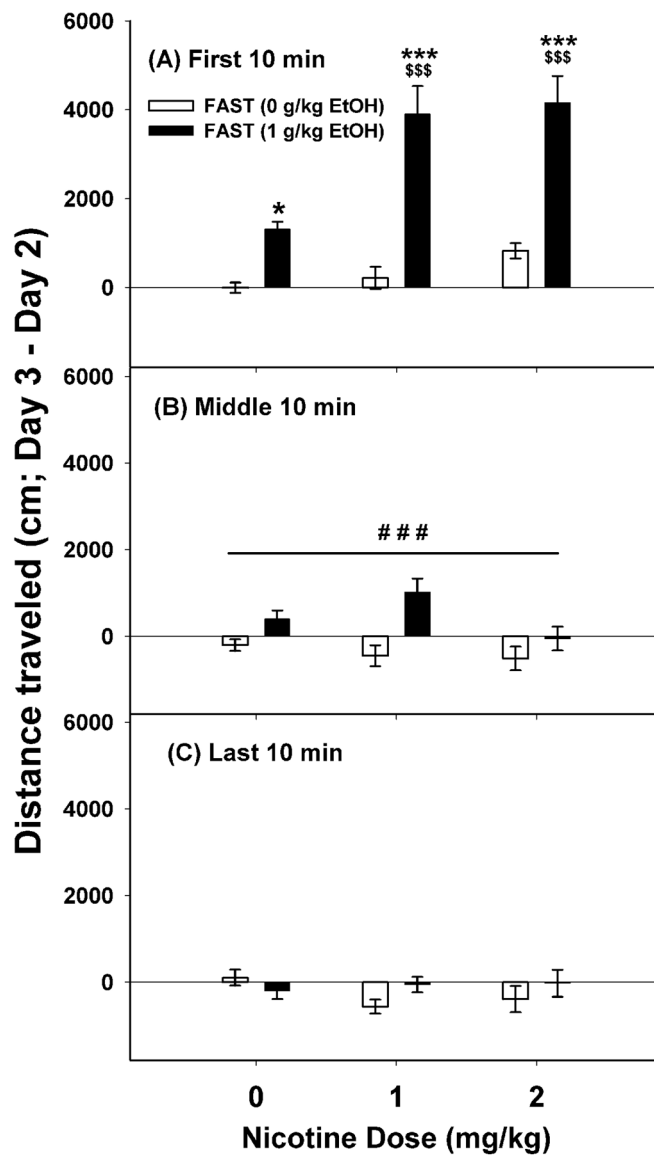 (A) First 10 min
FAST (0 g/kg EtOH)
FAST (1 g/kg EtOH)
*
***
$$$
***
$$$
6000
4000
2000
0
(B) Middle 10 min
# # #
6000
4000
2000
0
(C) Last 10 min
6000
4000
2000
0
0 1 2
Nicotine Dose (mg/kg)
Distance traveled (cm; Day 3 - Day 2)